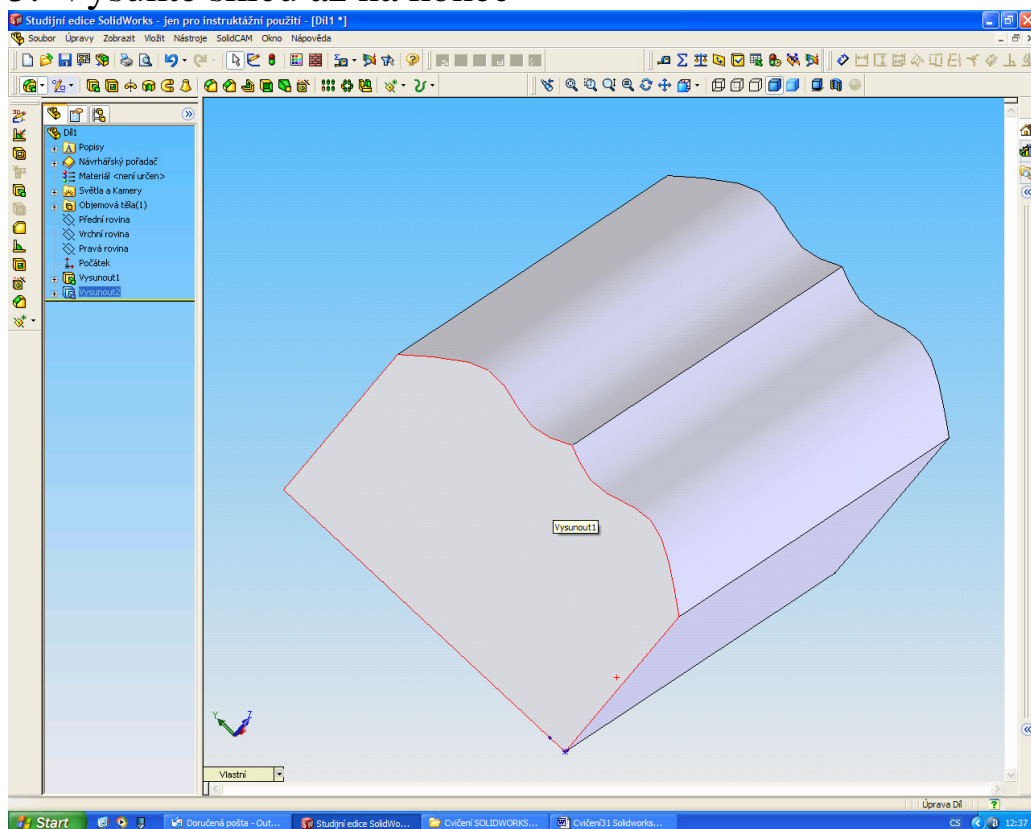 Studijní edice SolidWorks - jen pro instruktážní použití - [Díl1 *]
Soubor Úpravy Zobrazit Vložit Nástroje SolidCAM Okno Nápověda
Díl1
Popisy
Návrhářský pořadač
Materiál <není určen>
Světla a Kamery
Objemová těla(1)
Přední rovina
Vrchní rovina
Pravá rovina
Počátek
Vysunout1
Vysunout2
Vysunout1
Y Z
Vlastní
Úprava Díl
Start Doručená pošta - Out... Studijní edice SolidWo... Cvičení SOLIDWORKS... Cvičení31 Solidworks... CS 12:37